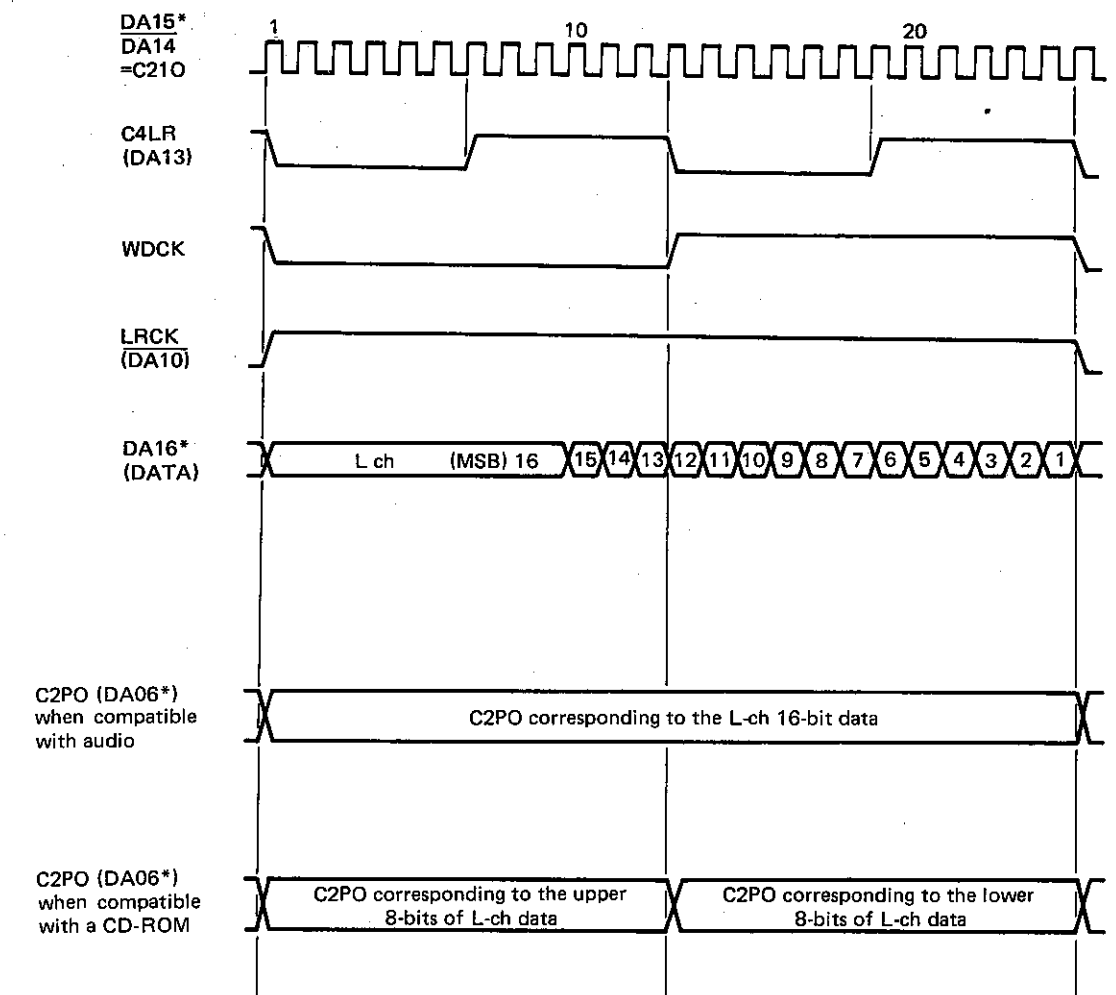 DA15*
DA14
=C21O
1
10
20
C4LR
(DA13)
WDCK
LRCK
(DA10)
DA16*
(DATA)
L ch (MSB) 16 15 14 13 12 11 10 9 8 7 6 5 4 3 2 1
C2PO (DA06*)
when compatible
with audio
C2PO corresponding to the L-ch 16-bit data
C2PO (DA06*)
when compatible
with a CD-ROM
C2PO corresponding to the upper
8-bits of L-ch data
C2PO corresponding to the lower
8-bits of L-ch data